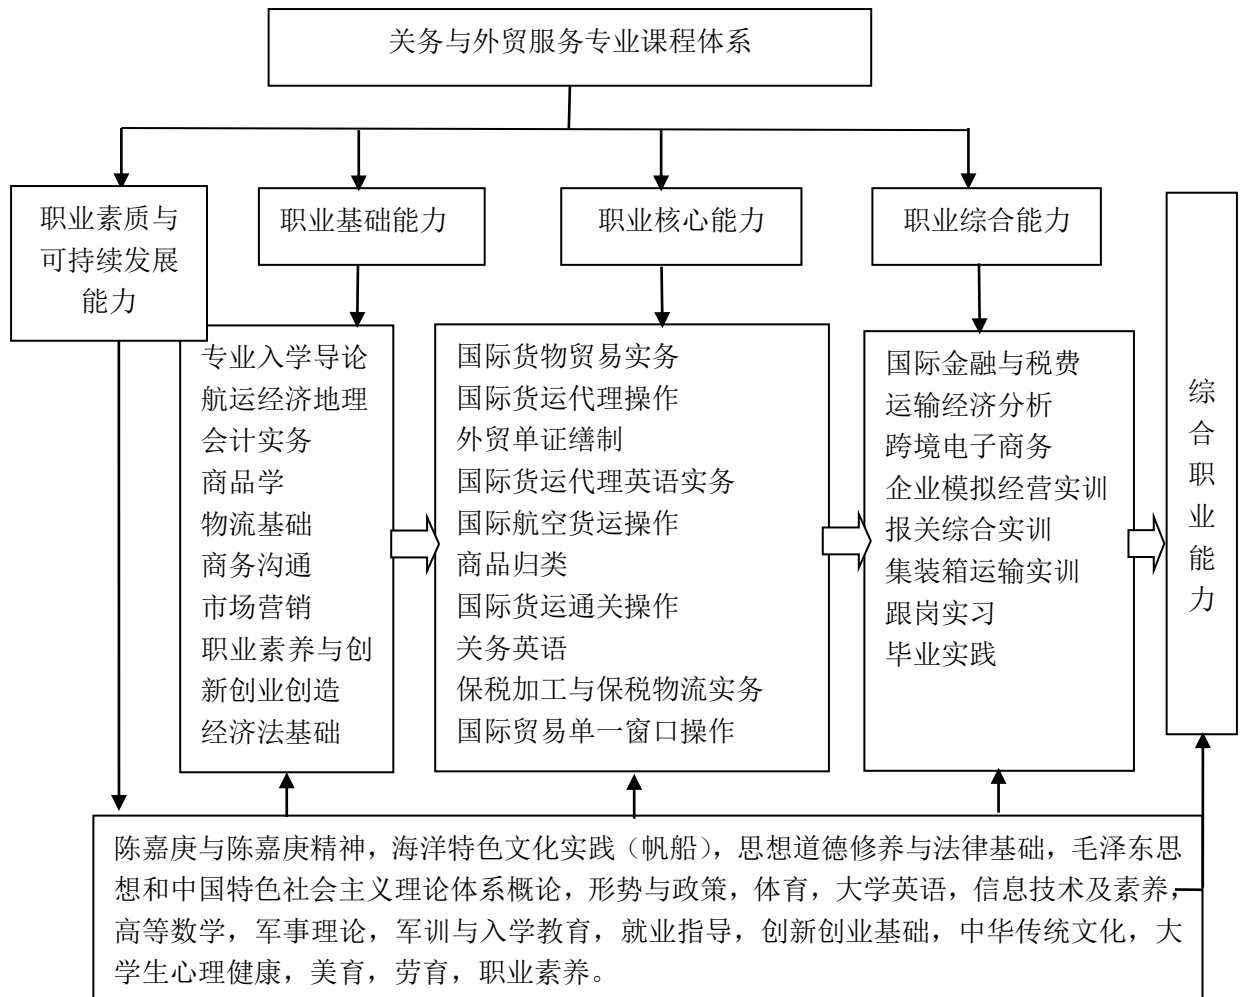 关务与外贸服务专业课程体系
职业素质与
可持续发展
能力
职业基础能力
职业核心能力
职业综合能力
专业入学导论
航运经济地理
会计实务
商品学
物流基础
商务沟通
市场营销
职业素养与创
新创业创造
经济法基础
国际货物贸易实务
国际货运代理操作
外贸单证缮制
国际货运代理英语实务
国际航空货运操作
商品归类
国际货运通关操作
关务英语
保税加工与保税物流实务
国际贸易单一窗口操作
国际金融与税费
运输经济分析
跨境电子商务
企业模拟经营实训
报关综合实训
集装箱运输实训
跟岗实习
毕业实践
综
合
职
业
能
力
陈嘉庚与陈嘉庚精神，海洋特色文化实践（帆船），思想道德修养与法律基础，毛泽东思
想和中国特色社会主义理论体系概论，形势与政策，体育，大学英语，信息技术及素养，
高等数学，军事理论，军训与入学教育，就业指导，创新创业基础，中华传统文化，大
学生心理健康，美育，劳育，职业素养。